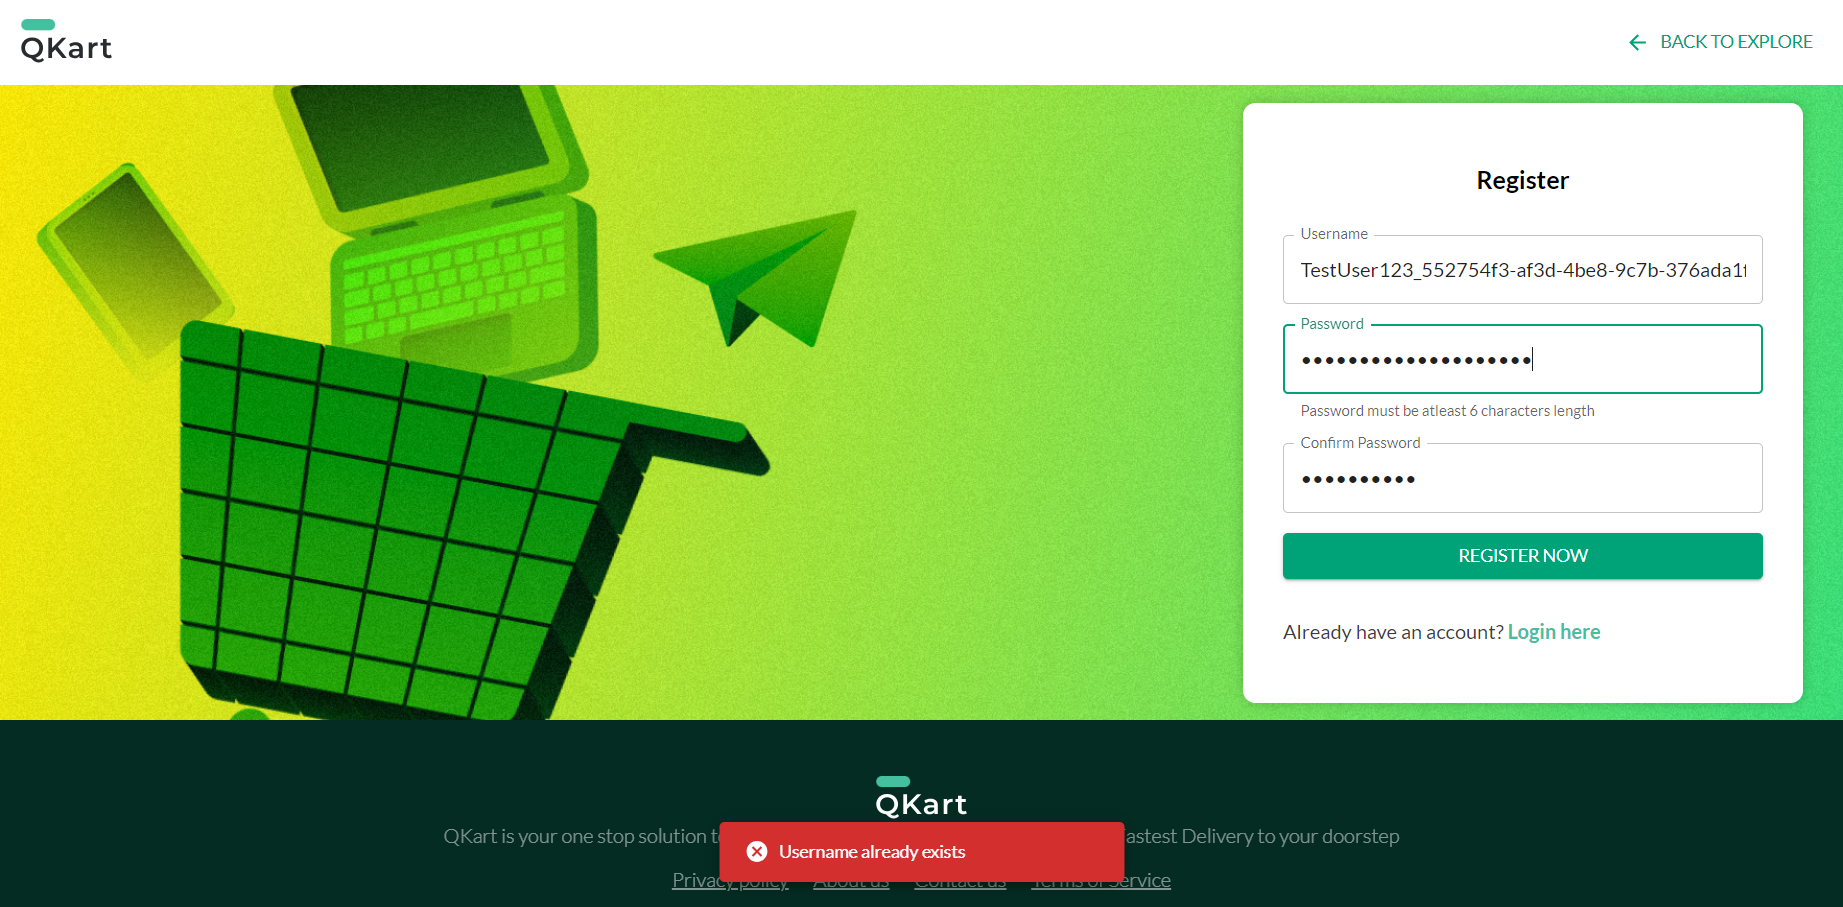 QKart
BACK TO EXPLORE
Register
Username
TestUser123_552754f3-af3d-4be8-9c7b-376ada1f
Password
••••••••••••••••••••
Password must be atleast 6 characters length
Confirm Password
••••••••••
REGISTER NOW
Already have an account? Login here
QKart
QKart is your one stop solution to astest Delivery to your doorstep
Username already exists
Privacy policy About us Contact us Terms of Service